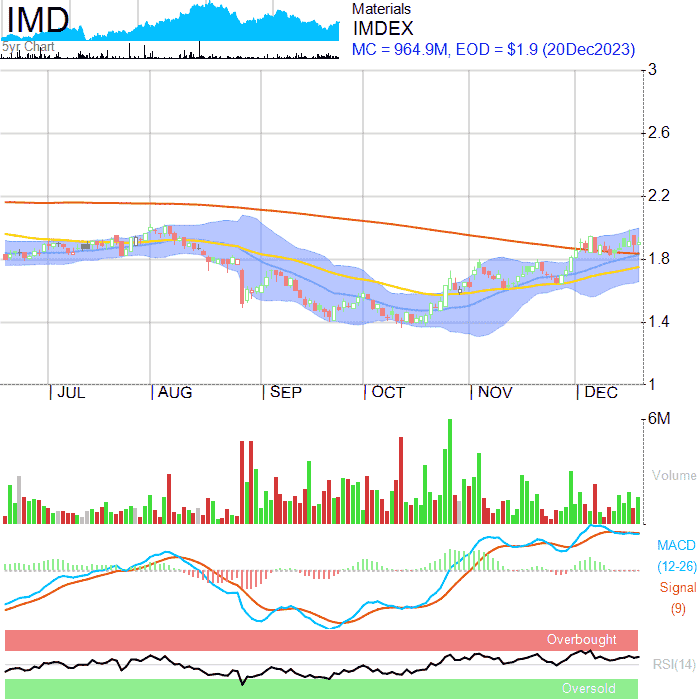 IMD
5yr Chart
Materials
IMDEX
MC = 964.9M, EOD = $1.9 (20Dec2023)
3
2.6
2.2
1.8
1.4
1
JUL AUG SEP OCT NOV DEC
6M
Volume
MACD
(12-26)
Signal
(9)
Overbought
RSI(14)
Oversold